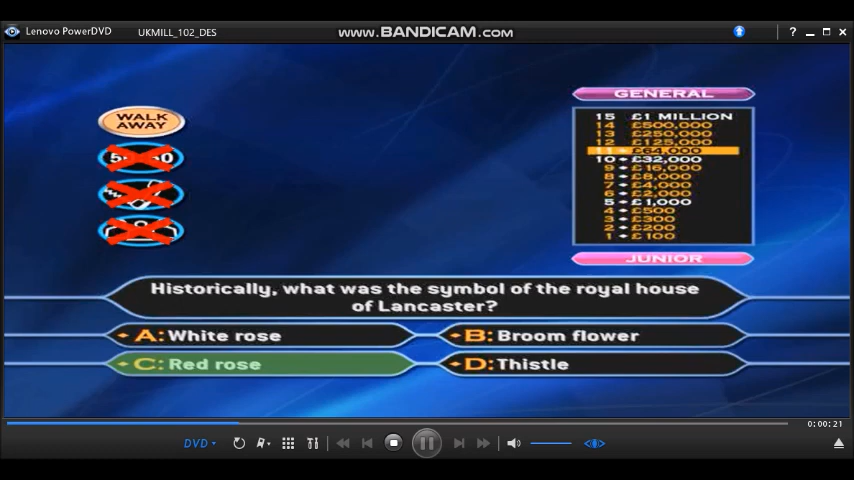 Lenovo PowerDVD
UKMILL_102_DES
www.BANDICAM.com
?
WALK
AWAY
GENERAL
15 £1 MILLION
14 £500,000
13 £250,000
12 £125,000
11 £64,000
10 £32,000
9 £16,000
8 £8,000
7 £4,000
6 £2,000
5 £1,000
4 £500
3 £300
2 £200
1 £100
JUNIOR
Historically, what was the symbol of the royal house
of Lancaster?
A: White rose
B: Broom flower
C: Red rose
D: Thistle
0:00:21
DVD